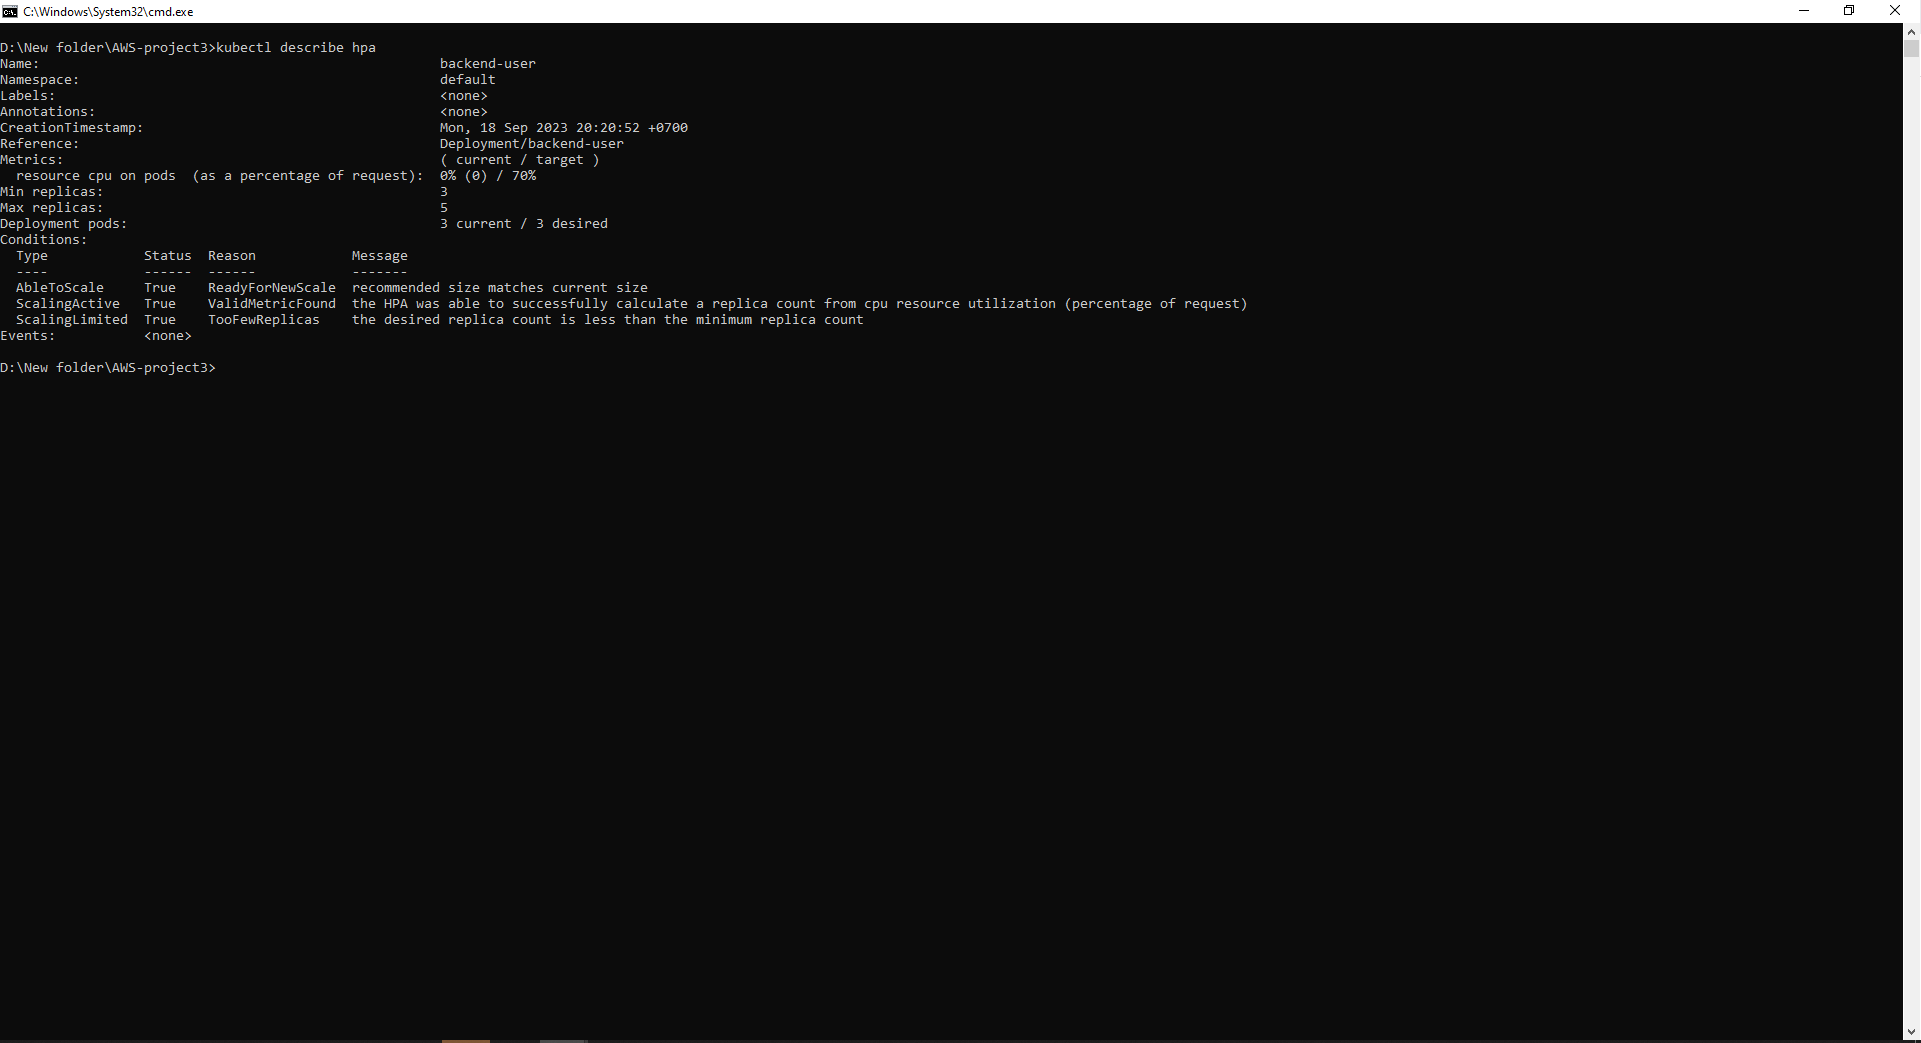 C:\Windows\System32\cmd.exe
D:\New folder\AWS-project3>kubectl describe hpa
Name:                                                  backend-user
Namespace:                                             default
Labels:                                                <none>
Annotations:                                           <none>
CreationTimestamp:                                     Mon, 18 Sep 2023 20:20:52 +0700
Reference:                                             Deployment/backend-user
Metrics:                                               ( current / target )
  resource cpu on pods  (as a percentage of request):  0% (0) / 70%
Min replicas:                                          3
Max replicas:                                          5
Deployment pods:                                       3 current / 3 desired
Conditions:
  Type            Status  Reason            Message
  ----            ------  ------            -------
  AbleToScale     True    ReadyForNewScale  recommended size matches current size
  ScalingActive   True    ValidMetricFound  the HPA was able to successfully calculate a replica count from cpu resource utilization (percentage of request)
  ScalingLimited  True    TooFewReplicas    the desired replica count is less than the minimum replica count
Events:           <none>
D:\New folder\AWS-project3>